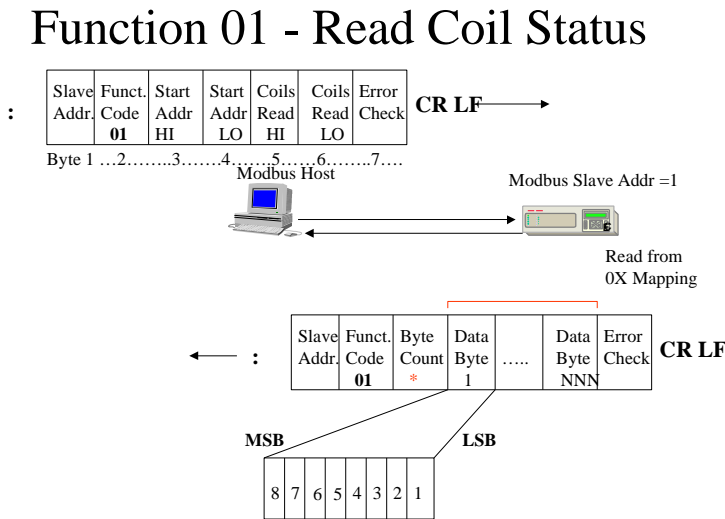 Function 01 - Read Coil Status
Slave Funct. Start Start Coils Coils Error
: Addr. Code Addr Addr Read Read Check CR LF
01 HI LO HI LO
Byte 1 …2……..3…….4…….5……6……..7….
Modbus Host
Modbus Slave Addr =1
Read from
0X Mapping
Slave Funct. Byte Data Data Error
: Addr. Code Count Byte ….. Byte Check CR LF
01 * 1 NNN
MSB LSB
8 7 6 5 4 3 2 1